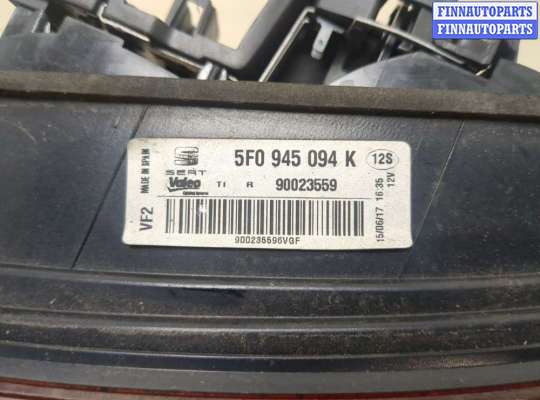 FINNAUTOPARTS
FINNAUTOPARTS
MADE IN SPAIN
VF2
SEAT
Valeo
TI R
5F0 945 094 K
90023559
900235596VGF
12S
12V
15/06/17 16:35